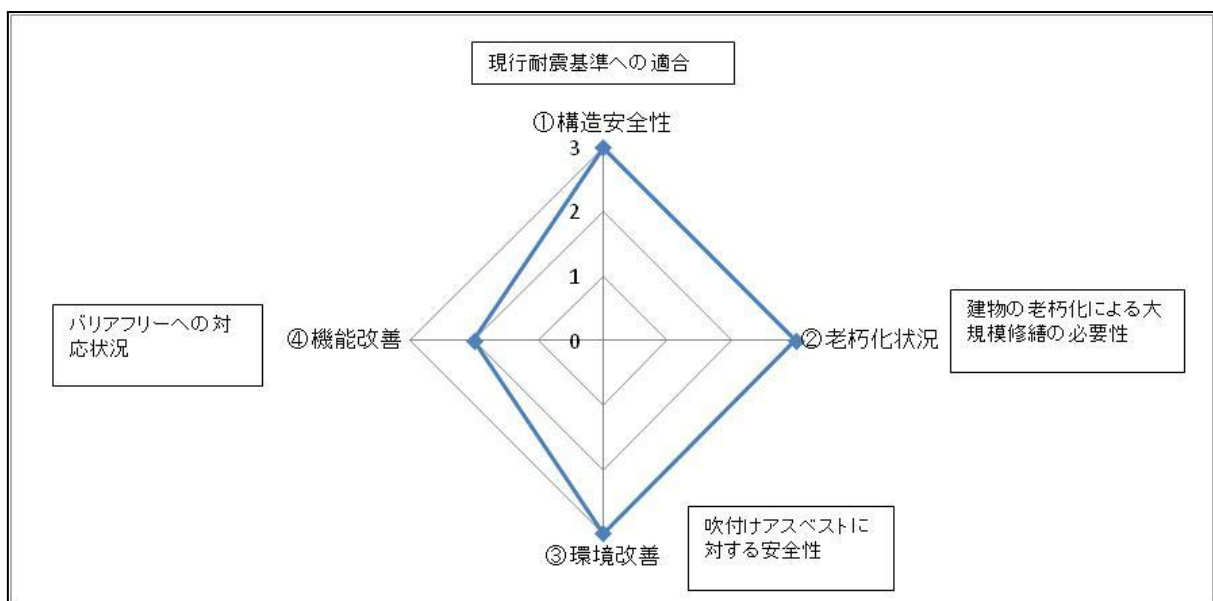 現行耐震基準への適合
①構造安全性
3
2
1
0
バリアフリーへの対
応状況
④機能改善
②老朽化状況
建物の老朽化による大
規模修繕の必要性
吹付けアスベストに
対する安全性
③環境改善